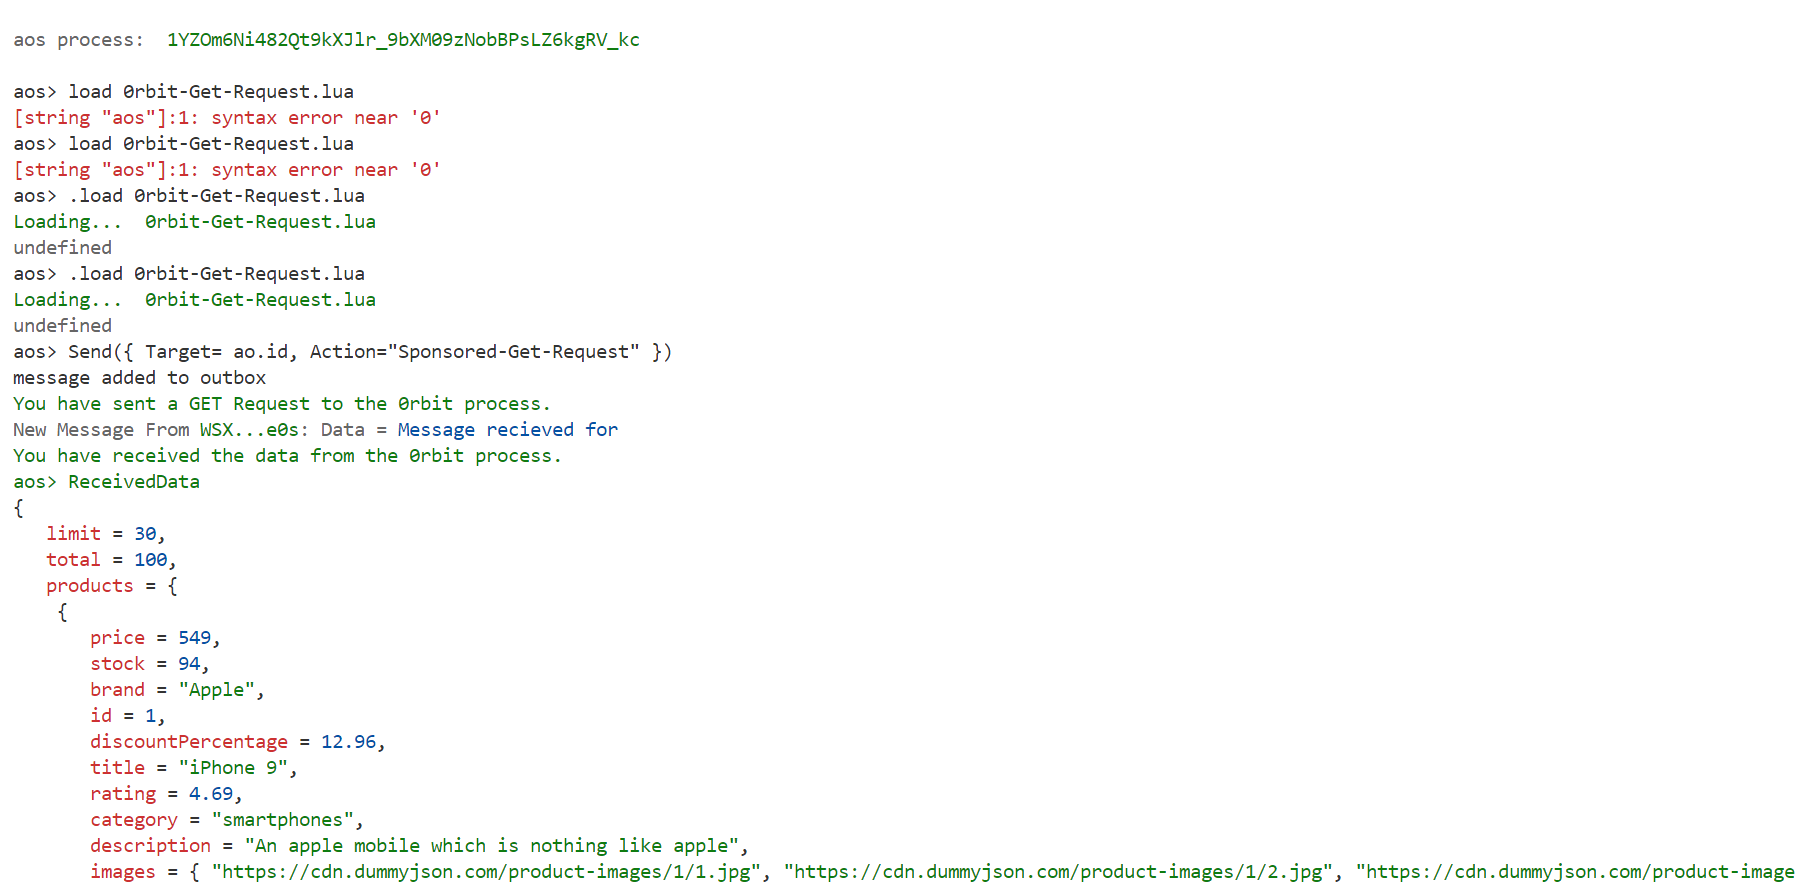 aos process:  1YZOm6Ni482Qt9kXJlr_9bXM09zNobBPsLZ6kgRV_kc
aos> load 0rbit-Get-Request.lua
[string "aos"]:1: syntax error near '0'
aos> load 0rbit-Get-Request.lua
[string "aos"]:1: syntax error near '0'
aos> .load 0rbit-Get-Request.lua
Loading...  0rbit-Get-Request.lua
undefined
aos> .load 0rbit-Get-Request.lua
Loading...  0rbit-Get-Request.lua
undefined
aos> Send({ Target= ao.id, Action="Sponsored-Get-Request" })
message added to outbox
You have sent a GET Request to the 0rbit process.
New Message From WSX...e0s: Data = Message recieved for
You have received the data from the 0rbit process.
aos> ReceivedData
{
   limit = 30,
   total = 100,
   products = {
    {
       price = 549,
       stock = 94,
       brand = "Apple",
       id = 1,
       discountPercentage = 12.96,
       title = "iPhone 9",
       rating = 4.69,
       category = "smartphones",
       description = "An apple mobile which is nothing like apple",
       images = { "https://cdn.dummyjson.com/product-images/1/1.jpg", "https://cdn.dummyjson.com/product-images/1/2.jpg", "https://cdn.dummyjson.com/product-image